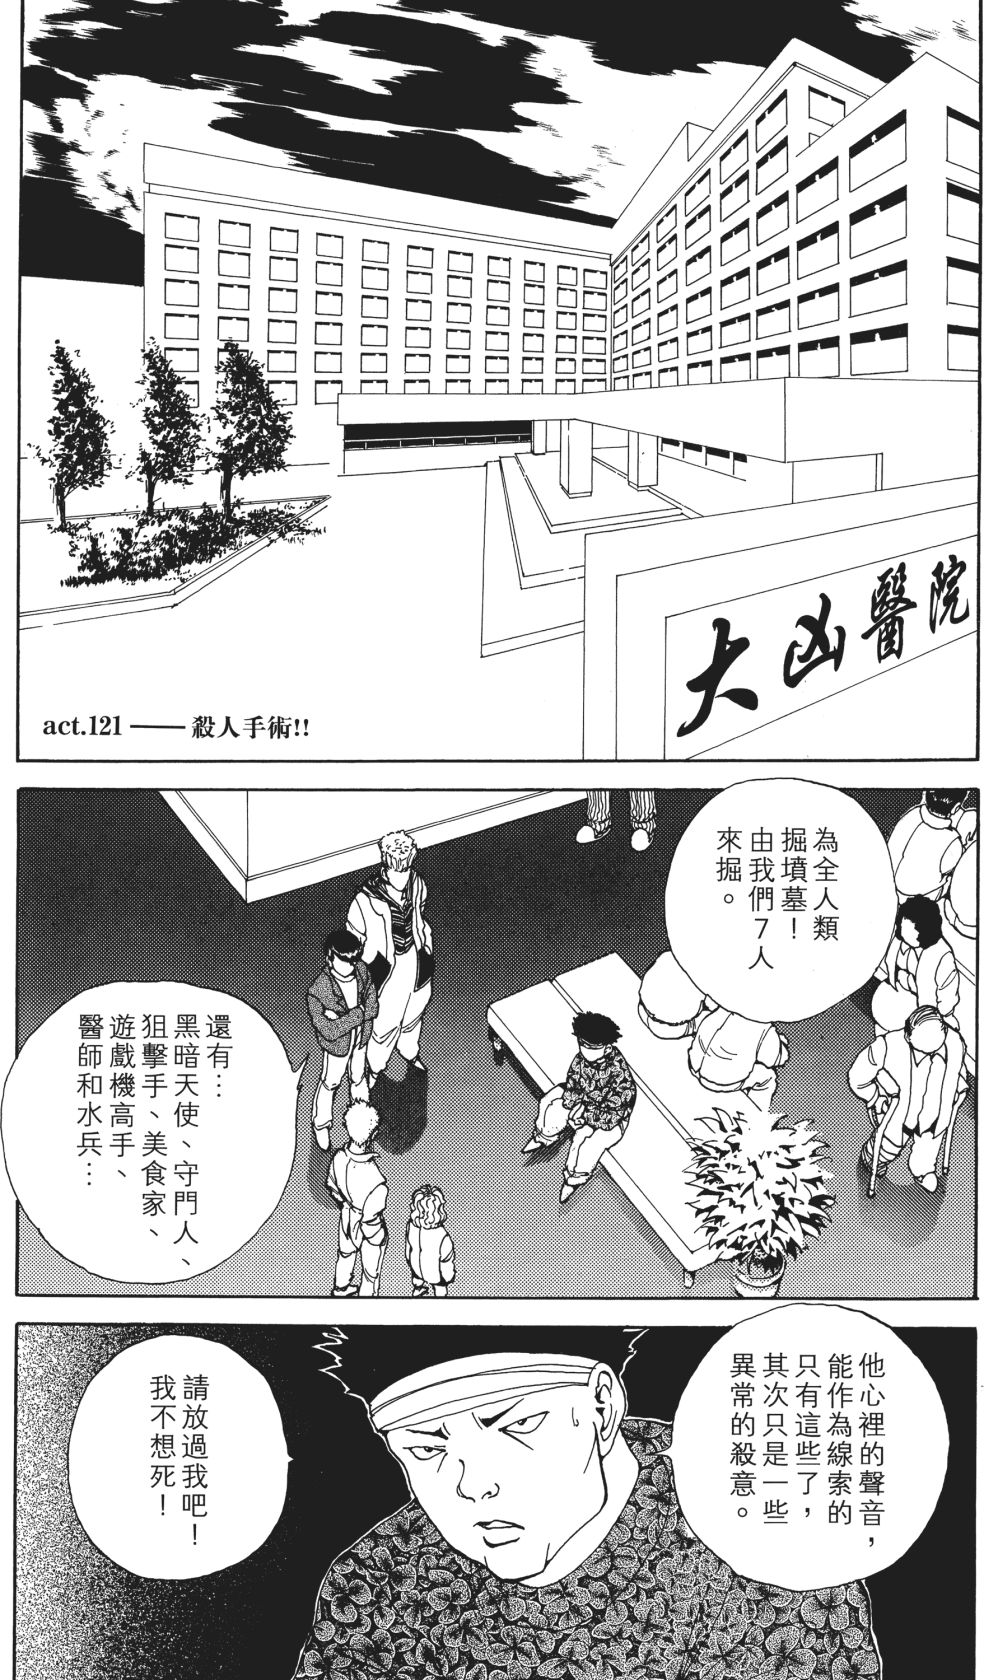 大凶醫院
act.121──殺人手術!!
為全人類
掘墳墓！
由我們7人
來掘。
還有…
黑暗天使、守門人、
狙擊手、美食家、
遊戲機高手、
醫師和水兵…
他心裡的聲音，
能作為線索的
只有這些了，
其次只是一些
異常的殺意。
請放過我吧！
我不想死！